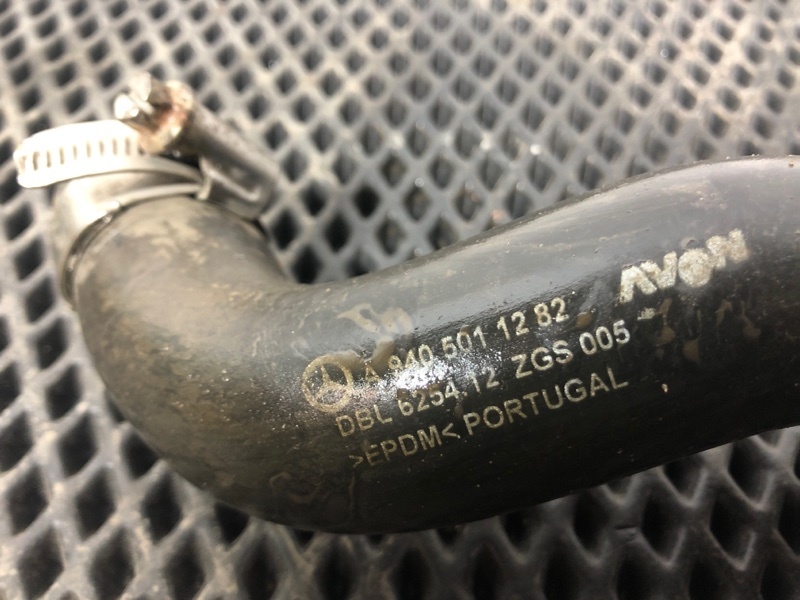 AVON
A 940 501 12 82
DBL 6254.12 ZGS 005
>EPDM< PORTUGAL